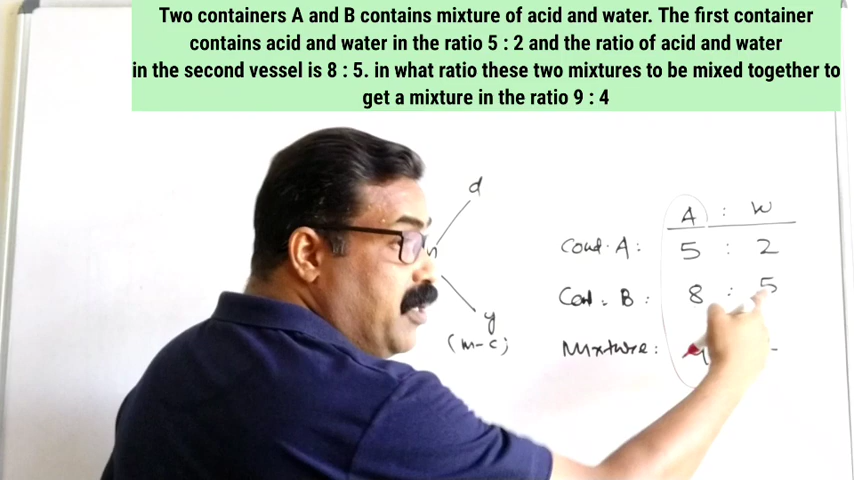 Two containers A and B contains mixture of acid and water. The first container
contains acid and water in the ratio 5 : 2 and the ratio of acid and water
in the second vessel is 8 : 5. in what ratio these two mixtures to be mixed together to
get a mixture in the ratio 9 : 4
d
y
(m-c)
A : W
Cont. A : 5 : 2
Cont. B : 8 : 5
Mixture :